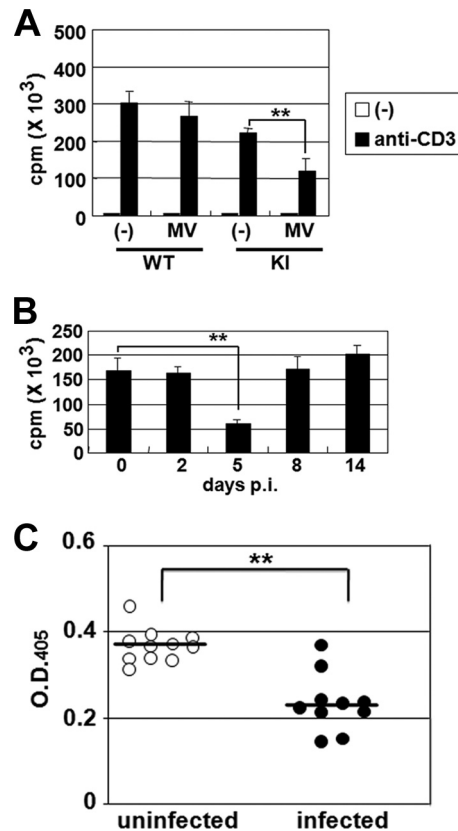 A
500
400
300
200
100
0
cpm (X 10³)
**
(-) MV (-) MV
WT KI
(-)
anti-CD3
B
250
200
150
100
50
0
cpm (X 10³)
**
0 2 5 8 14
days p.i.
C
0.6
0.4
0.2
0
O.D.405
**
uninfected infected